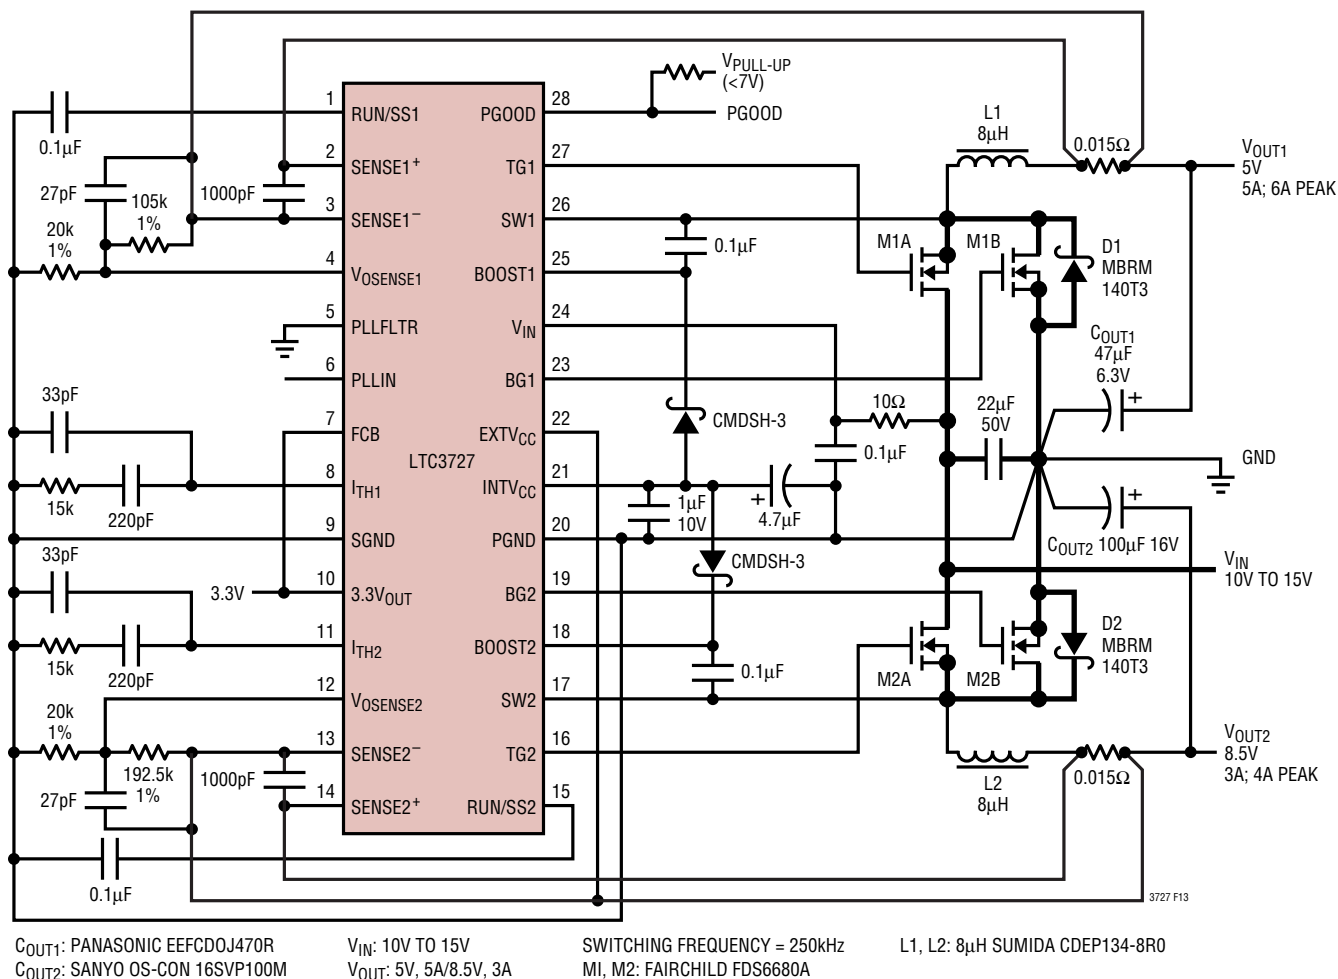 VPULL-UP
(<7V)
1
RUN/SS1
PGOOD
28
PGOOD
0.1µF
L1
8µH
0.015Ω
VOUT1
5V
5A; 6A PEAK
2
SENSE1+
TG1
27
27pF
105k
1%
1000pF
3
SENSE1−
SW1
26
20k
1%
M1A
M1B
0.1µF
D1
MBRM
140T3
4
VOSENSE1
BOOST1
25
5
PLLFLTR
VIN
24
COUT1
47µF
6.3V
6
PLLIN
BG1
23
33pF
10Ω
22µF
50V
CMDSH-3
7
FCB
EXTVCC
22
0.1µF
LTC3727
GND
8
ITH1
INTVCC
21
15k
220pF
1µF
10V
4.7µF
9
SGND
PGND
20
COUT2 100µF 16V
33pF
CMDSH-3
VIN
10V TO 15V
3.3V
10
3.3VOUT
BG2
19
D2
MBRM
140T3
11
ITH2
BOOST2
18
15k
220pF
0.1µF
M2A
M2B
12
VOSENSE2
SW2
17
20k
1%
13
SENSE2−
TG2
16
VOUT2
8.5V
3A; 4A PEAK
192.5k
1%
1000pF
L2
8µH
0.015Ω
27pF
14
SENSE2+
RUN/SS2
15
0.1µF
3727 F13
COUT1: PANASONIC EEFCDOJ470R
COUT2: SANYO OS-CON 16SVP100M
VIN: 10V TO 15V
VOUT: 5V, 5A/8.5V, 3A
SWITCHING FREQUENCY = 250kHz
MI, M2: FAIRCHILD FDS6680A
L1, L2: 8µH SUMIDA CDEP134-8R0